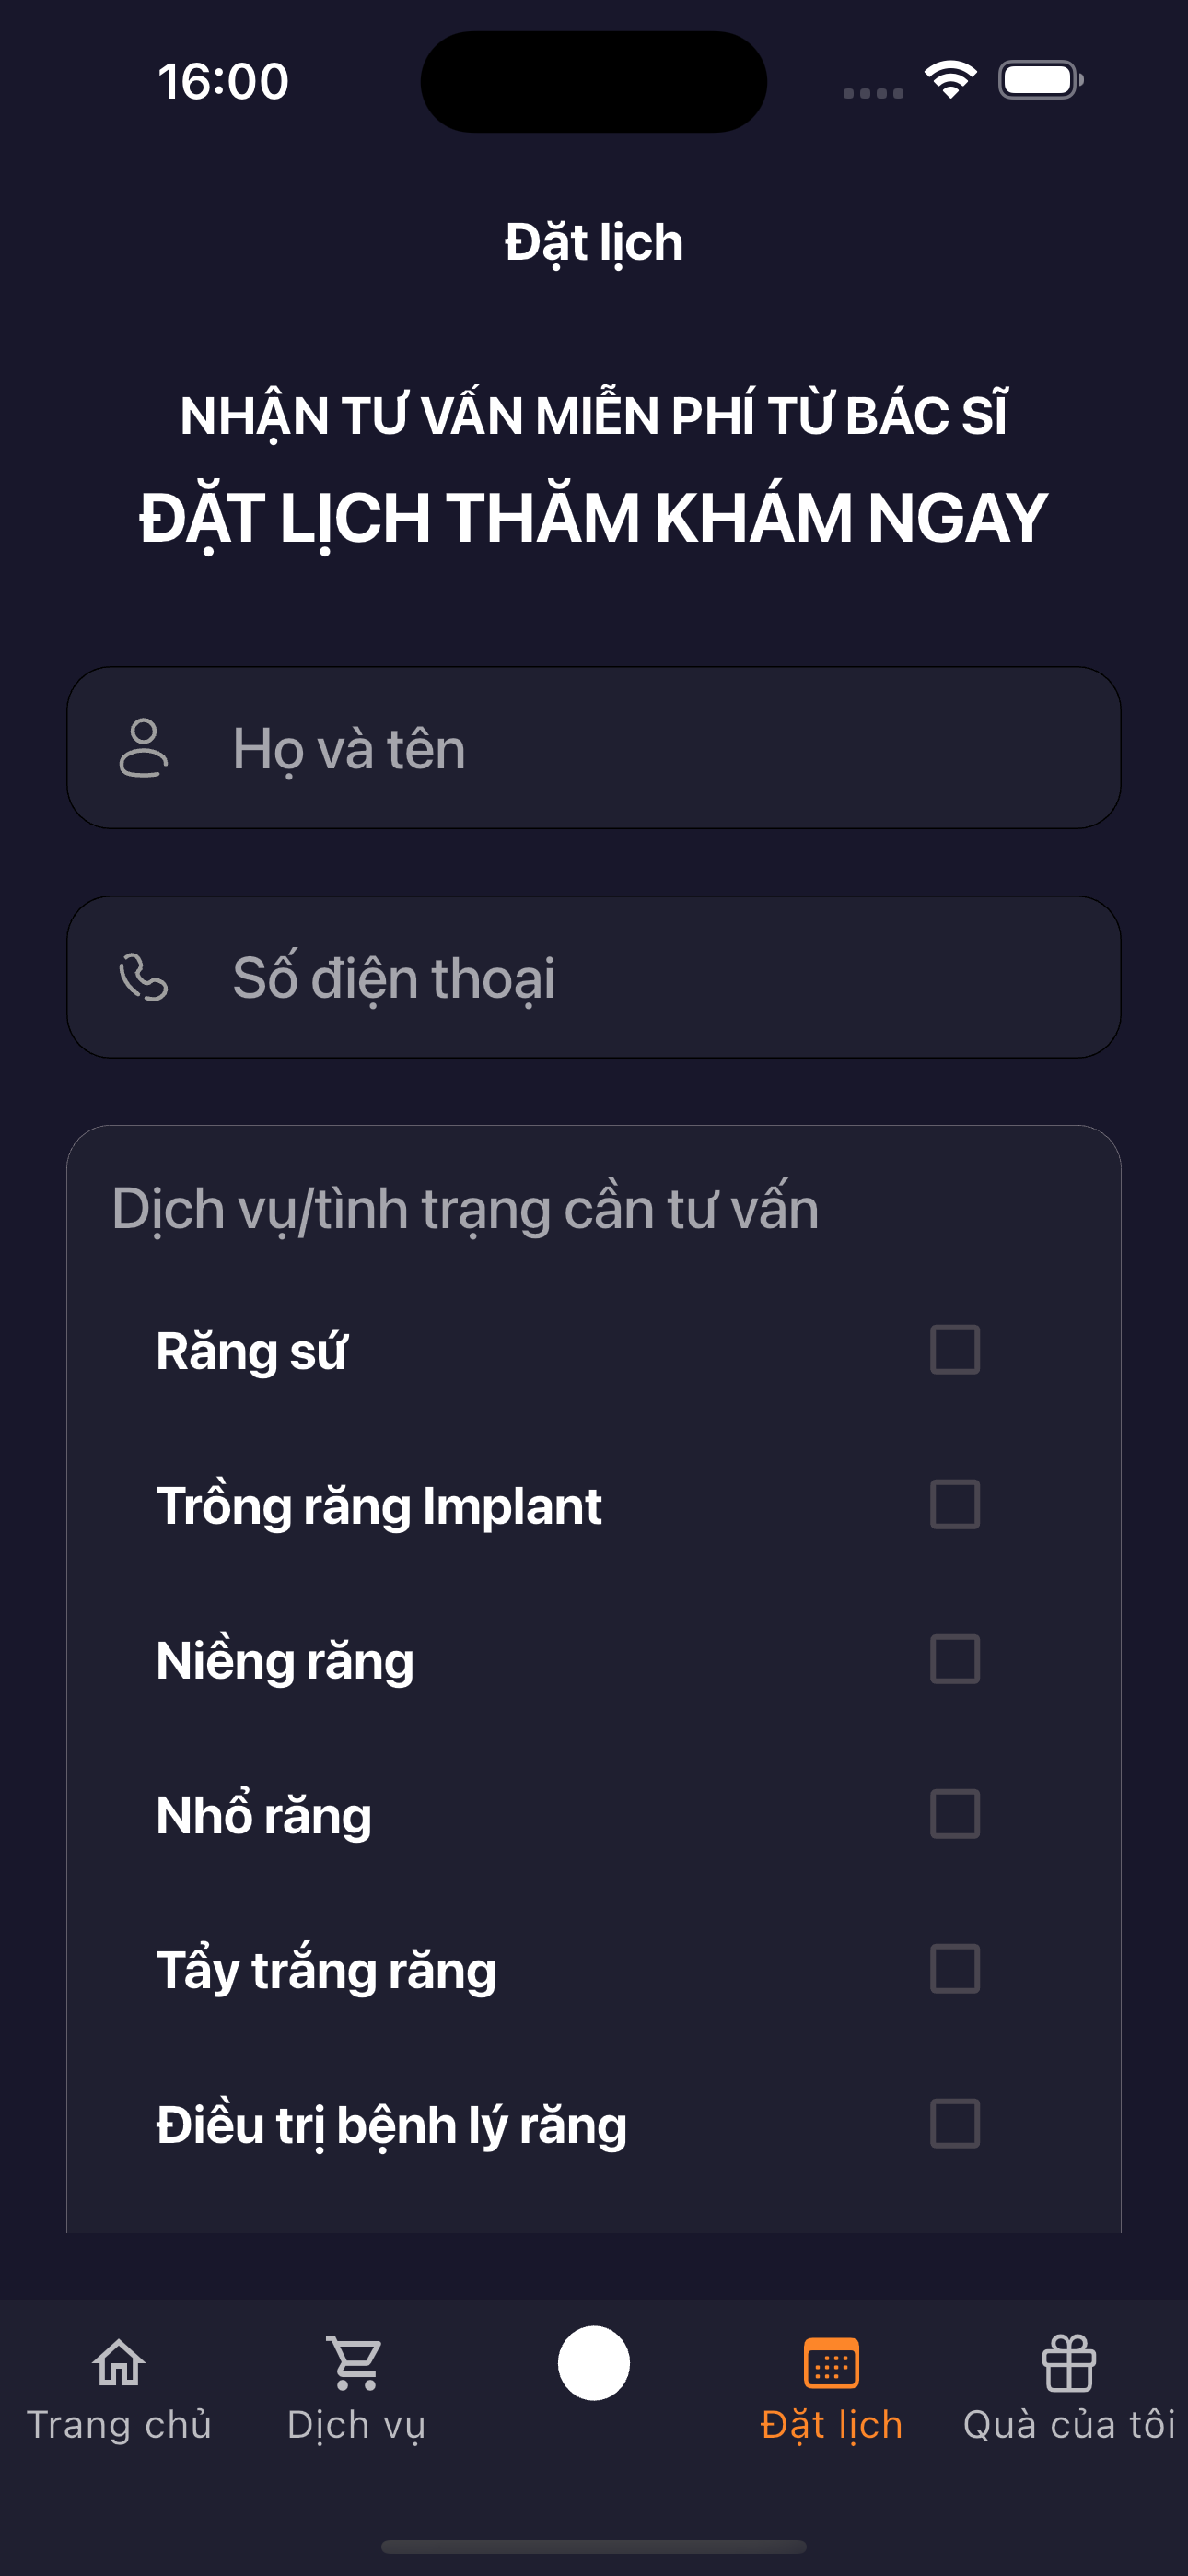 16:00
Đặt lịch
NHẬN TƯ VẤN MIỄN PHÍ TỪ BÁC SĨ
ĐẶT LỊCH THĂM KHÁM NGAY
Họ và tên
Số điện thoại
Dịch vụ/tình trạng cần tư vấn
Răng sứ
Trồng răng Implant
Niềng răng
Nhổ răng
Tẩy trắng răng
Điều trị bệnh lý răng
Trang chủ
Dịch vụ
Đặt lịch
Quà của tôi